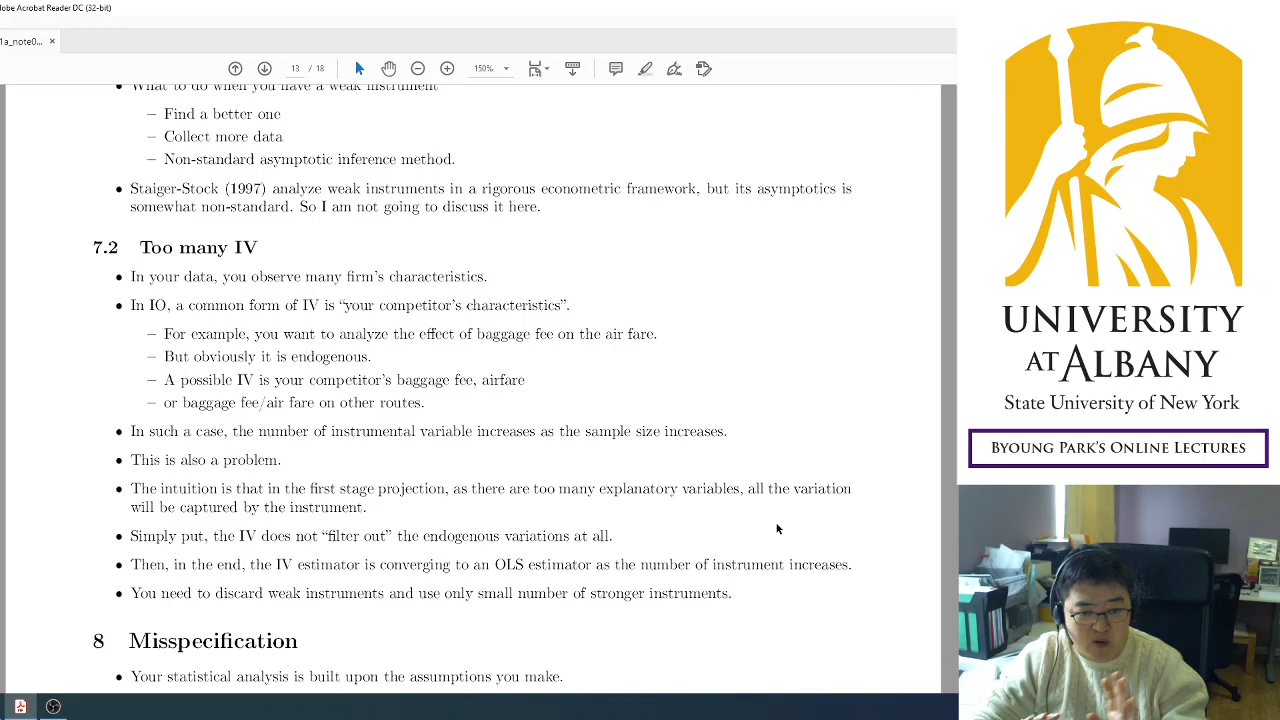 dobe Acrobat Reader DC (32-bit)
1a_note0... ×
13 / 18
150%
• What to do when you have a weak instrument
– Find a better one
– Collect more data
– Non-standard asymptotic inference method.
• Staiger-Stock (1997) analyze weak instruments in a rigorous econometric framework, but its asymptotics is
somewhat non-standard. So I am not going to discuss it here.
7.2 Too many IV
• In your data, you observe many firm's characteristics.
• In IO, a common form of IV is “your competitor's characteristics”.
– For example, you want to analyze the effect of baggage fee on the air fare.
– But obviously it is endogenous.
– A possible IV is your competitor's baggage fee, airfare
– or baggage fee/air fare on other routes.
• In such a case, the number of instrumental variable increases as the sample size increases.
• This is also a problem.
• The intuition is that in the first stage projection, as there are too many explanatory variables, all the variation
will be captured by the instrument.
• Simply put, the IV does not “filter out” the endogenous variations at all.
• Then, in the end, the IV estimator is converging to an OLS estimator as the number of instrument increases.
• You need to discard weak instruments and use only small number of stronger instruments.
8 Misspecification
• Your statistical analysis is built upon the assumptions you make.
UNIVERSITY
AT ALBANY
State University of New York
BYOUNG PARK'S ONLINE LECTURES